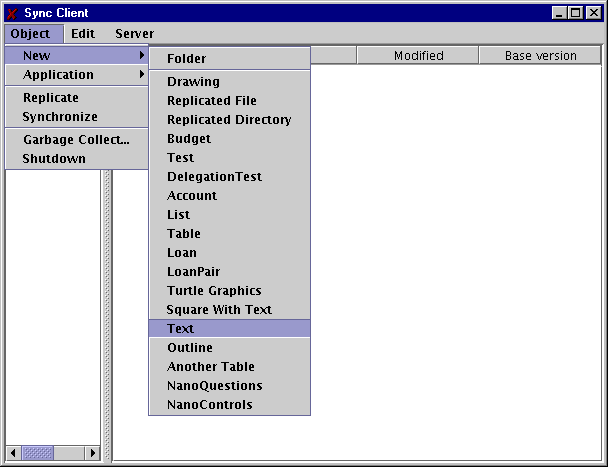 Sync Client
Object Edit Server
New
Application
Replicate
Synchronize
Garbage Collect...
Shutdown
Folder
Drawing
Replicated File
Replicated Directory
Budget
Test
DelegationTest
Account
List
Table
Loan
LoanPair
Turtle Graphics
Square With Text
Text
Outline
Another Table
NanoQuestions
NanoControls
Modified Base version